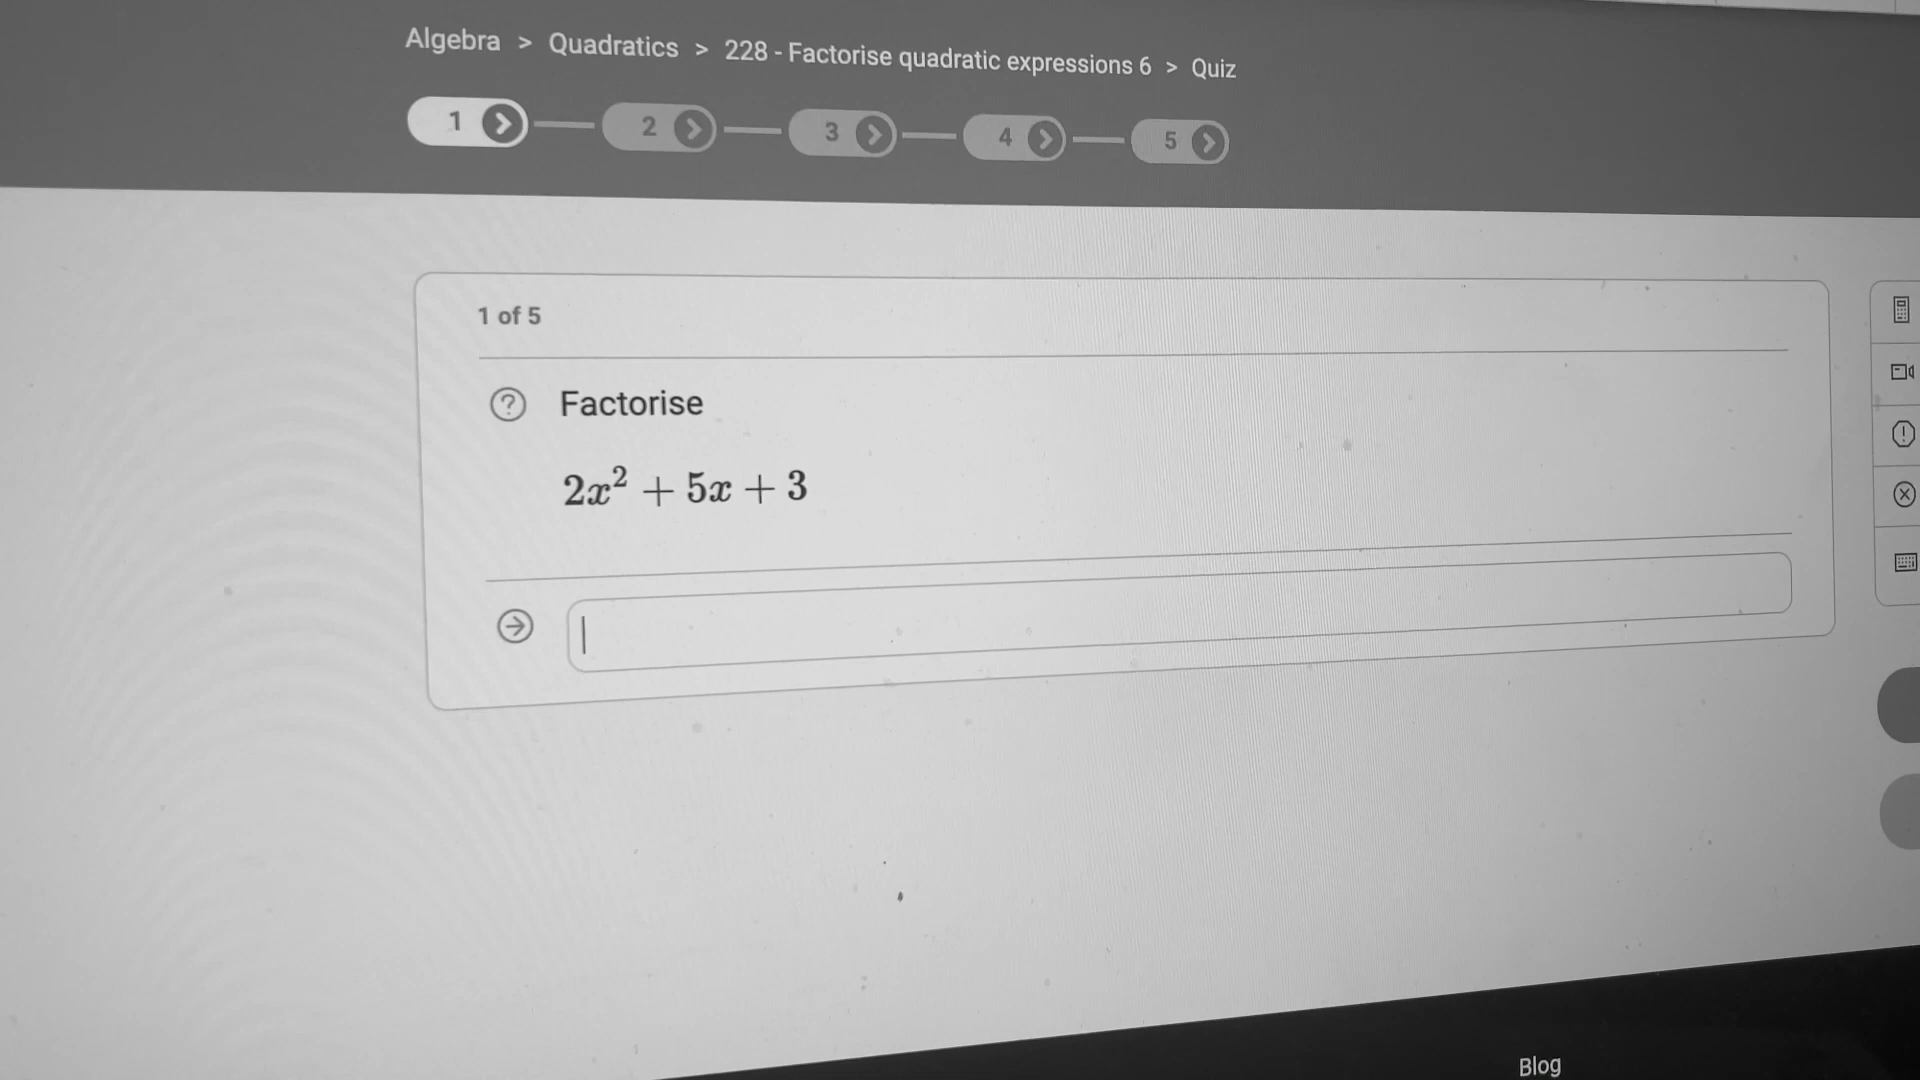 Algebra > Quadratics > 228 - Factorise quadratic expressions 6 > Quiz
1 2 3 4 5
1 of 5
Factorise
2x² + 5x + 3
Blog